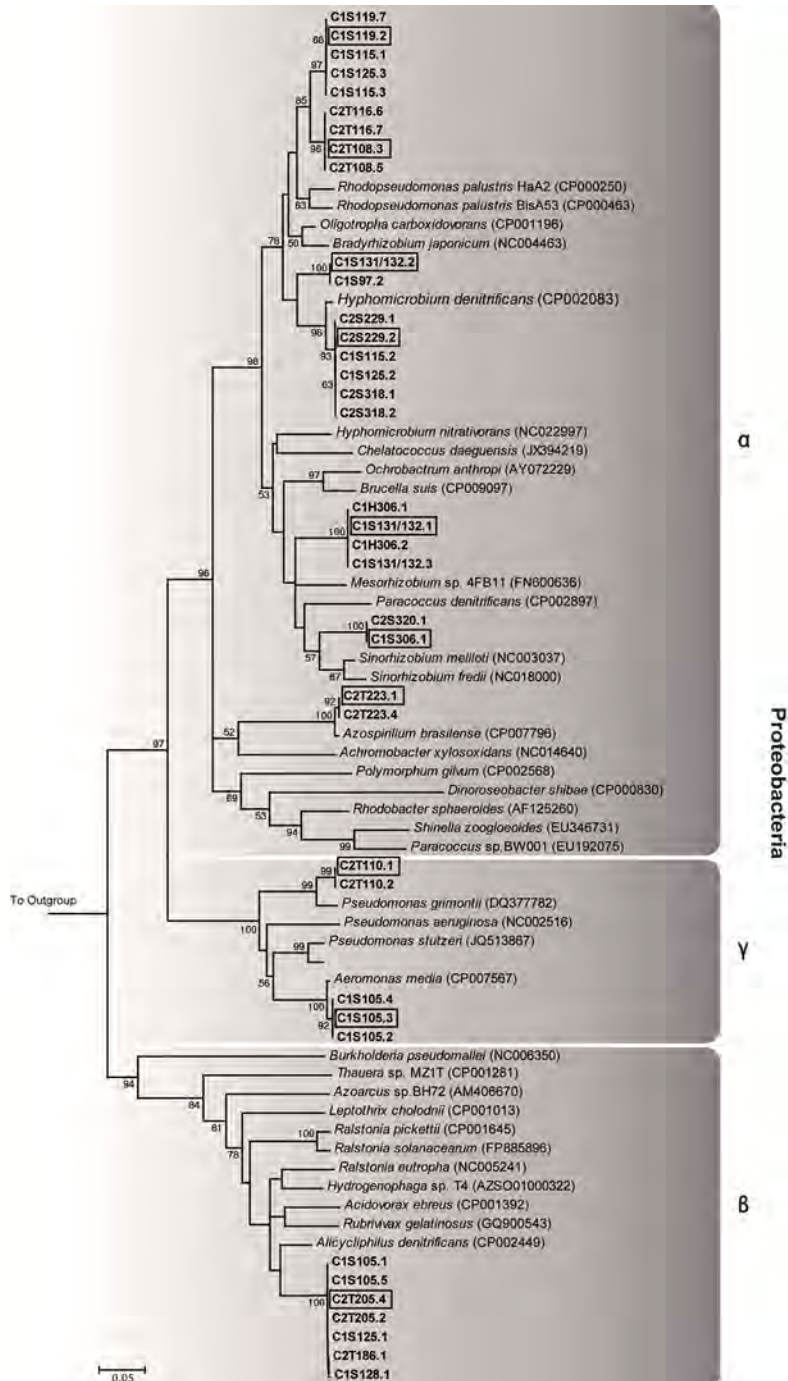 C1S119.7
66
C1S119.2
C1S115.1
97
C1S125.3
C1S115.3
85
C2T116.6
C2T116.7
C2T108.3
96
C2T108.5
Rhodopseudomonas palustris HaA2 (CP000250)
63
Rhodopseudomonas palustris BisA53 (CP000463)
Oligotropha carboxidovorans (CP001196)
78
50
Bradyrhizobium japonicum (NC004463)
C1S131/132.2
100
C1S97.2
Hyphomicrobium denitrificans (CP002083)
C2S229.1
96
C2S229.2
93
C1S115.2
98
C1S125.2
63
C2S318.1
C2S318.2
Hyphomicrobium nitrativorans (NC022997)
α
Chelatococcus daeguensis (JX394219)
Ochrobactrum anthropi (AY072229)
97
Brucella suis (CP009097)
53
C1H306.1
C1S131/132.1
100
C1H306.2
C1S131/132.3
96
Mesorhizobium sp. 4FB11 (FN600636)
Paracoccus denitrificans (CP002897)
C2S320.1
100
C1S306.1
57
Sinorhizobium meliloti (NC003037)
67
Sinorhizobium fredii (NC018000)
C2T223.1
92
C2T223.4
100
Azospirilium brasilense (CP007796)
52
Achromobacter xylosoxidans (NC014640)
97
Polymorphum gilvum (CP002568)
Dinoroseobacter shibae (CP000830)
69
Rhodobacter sphaeroides (AF125260)
53
Shinella zoogloeoides (EU346731)
94
Paracoccus sp.BW001 (EU192075)
99
Proteobacteria
C2T110.1
99
C2T110.2
99
To Outgroup
Pseudomonas grimontii (DQ377782)
Pseudomonas aeruginosa (NC002516)
100
Pseudomonas stutzeri (JQ513867)
99
γ
Aeromonas media (CP007567)
56
C1S105.4
100
C1S105.3
92
C1S105.2
Burkholderia pseudomallei (NC006350)
Thauera sp. MZ1T (CP001281)
94
Azoarcus sp.BH72 (AM406670)
84
Leptothrix cholodnii (CP001013)
61
Ralstonia pickettii (CP001645)
100
Ralstonia solanacearum (FP885896)
78
Ralstonia eutropha (NC005241)
Hydrogenophaga sp. T4 (AZSO01000322)
Acidovorax ebreus (CP001392)
β
Rubrivivax gelatinosus (GQ900543)
Alicycliphilus denitrificans (CP002449)
C1S105.1
C1S105.5
C2T205.4
100
C2T205.2
C1S125.1
C2T186.1
C1S128.1
0.05